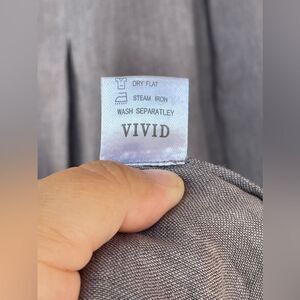 DRY FLAT
STEAM IRON
WASH SEPARATLEY
VIVID